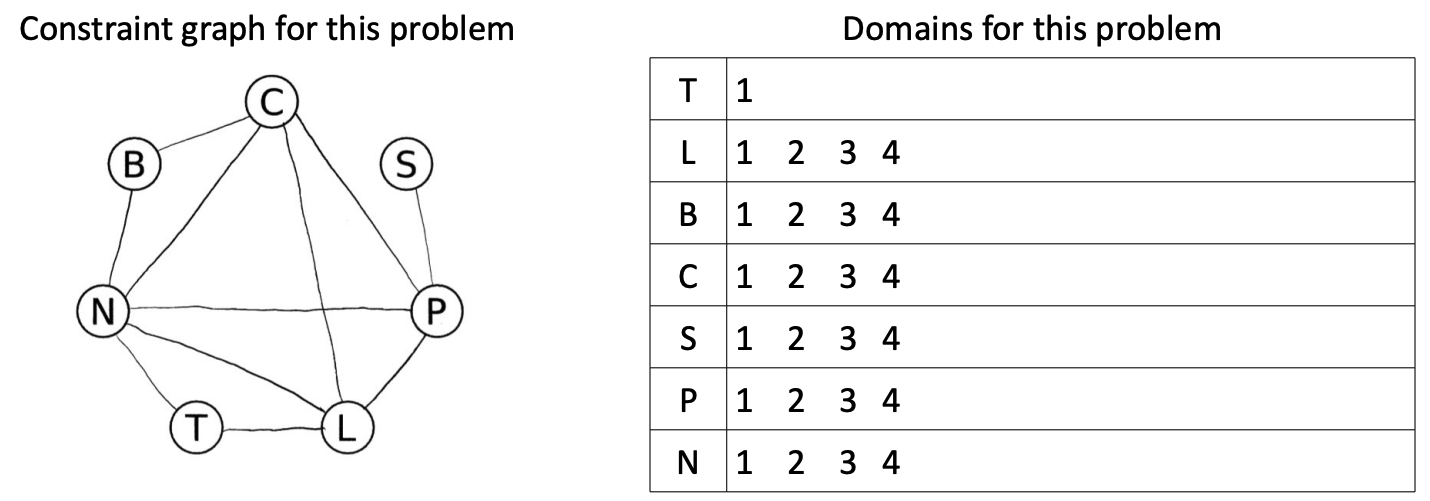 Constraint graph for this problem
Domains for this problem
C
B
S
N
P
T
L
T 1
L 1 2 3 4
B 1 2 3 4
C 1 2 3 4
S 1 2 3 4
P 1 2 3 4
N 1 2 3 4